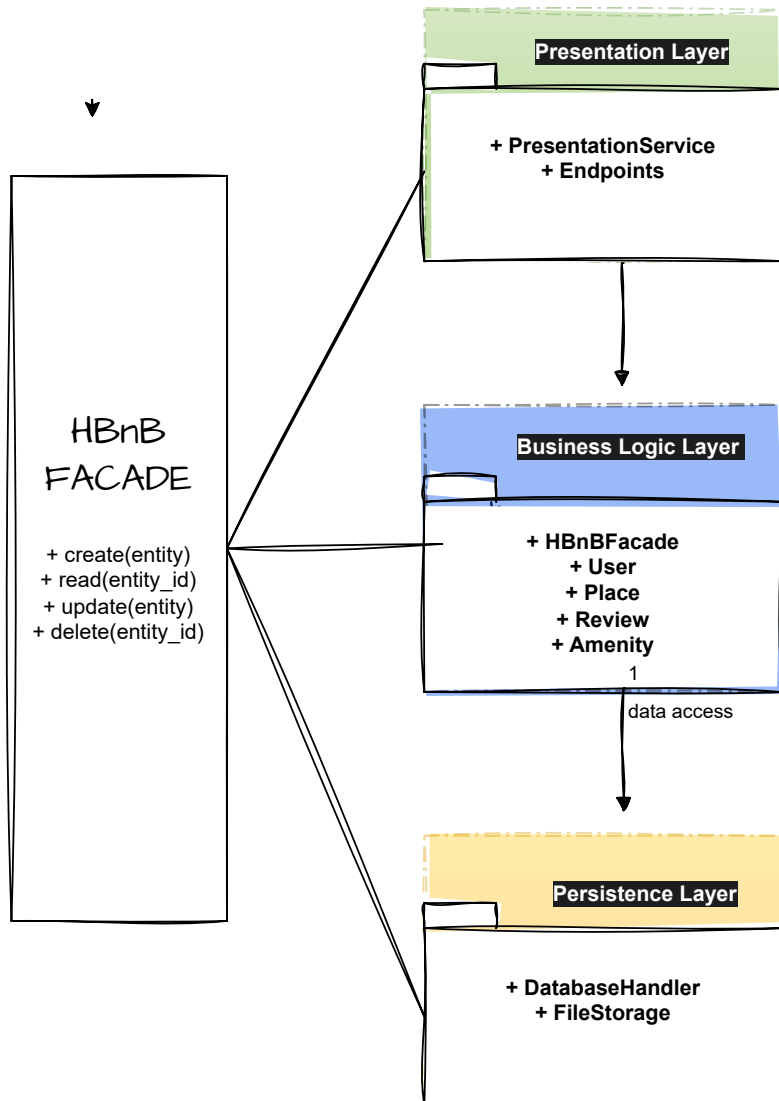 Presentation Layer
+ PresentationService
+ Endpoints
HBnB
FACADE
+ create(entity)
+ read(entity_id)
+ update(entity)
+ delete(entity_id)
Business Logic Layer
+ HBnBFacade
+ User
+ Place
+ Review
+ Amenity
1
data access
Persistence Layer
+ DatabaseHandler
+ FileStorage